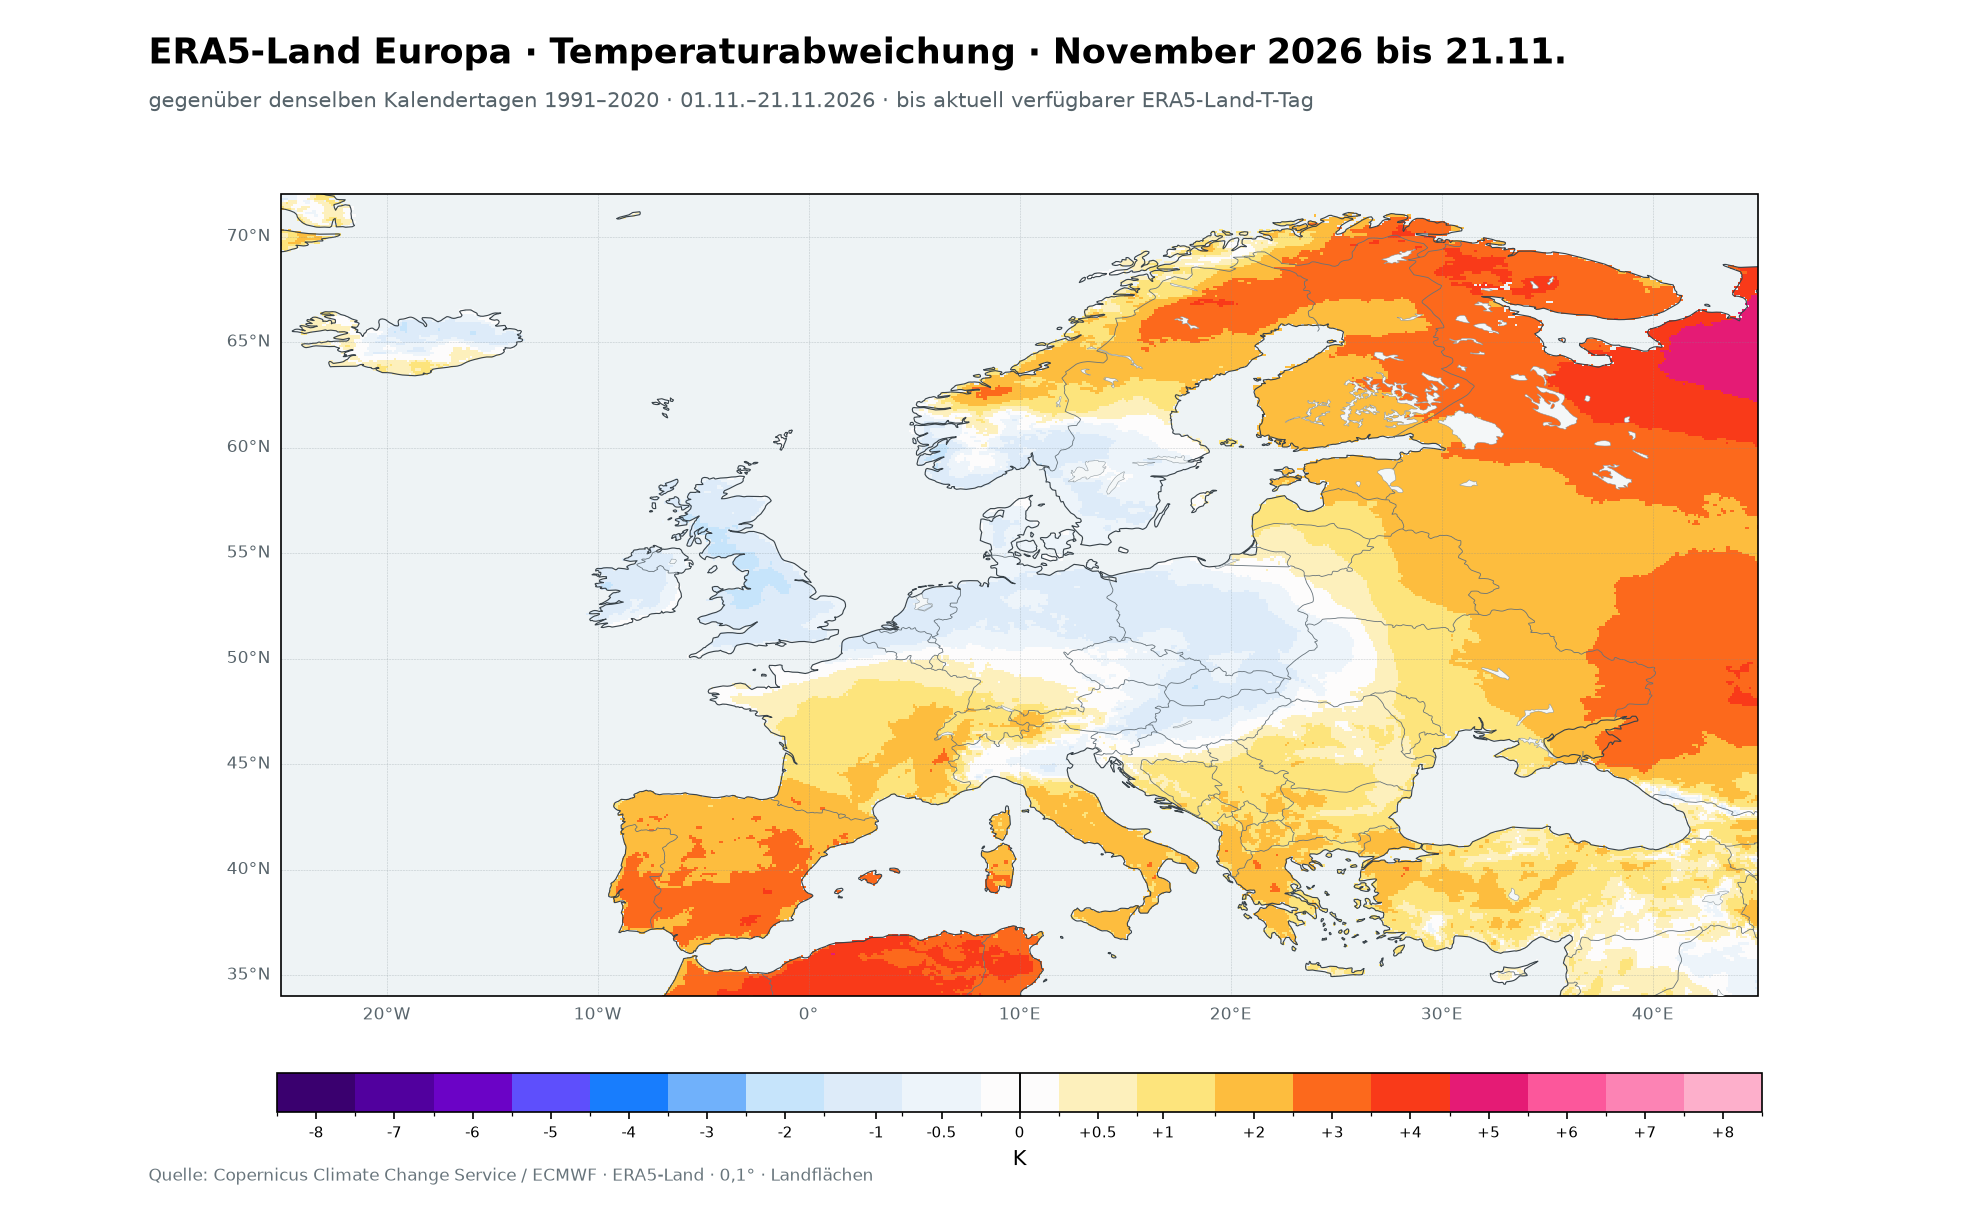 ERA5-Land Europa · Temperaturabweichung · November 2026 bis 21.11.
gegenüber denselben Kalendertagen 1991–2020 · 01.11.–21.11.2026 · bis aktuell verfügbarer ERA5-Land-T-Tag
70°N
65°N
60°N
55°N
50°N
45°N
40°N
35°N
20°W 10°W 0° 10°E 20°E 30°E 40°E
-8 -7 -6 -5 -4 -3 -2 -1 -0.5 0 +0.5 +1 +2 +3 +4 +5 +6 +7 +8
K
Quelle: Copernicus Climate Change Service / ECMWF · ERA5-Land · 0,1° · Landflächen